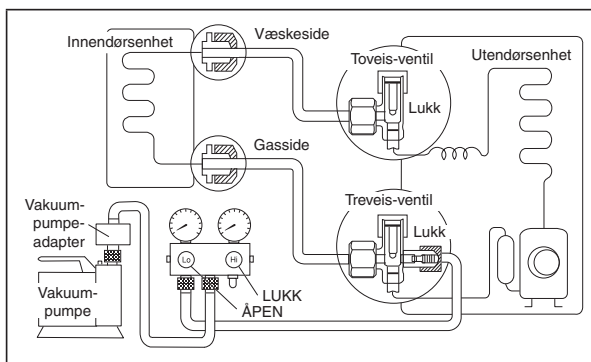 Innendørsenhet
Væskeside
Toveis-ventil
Utendørsenhet
Lukk
Gasside
Treveis-ventil
Lukk
Vakuum-
pumpe-
adapter
Lo
Hi
LUKK
ÅPEN
Vakuum-
pumpe